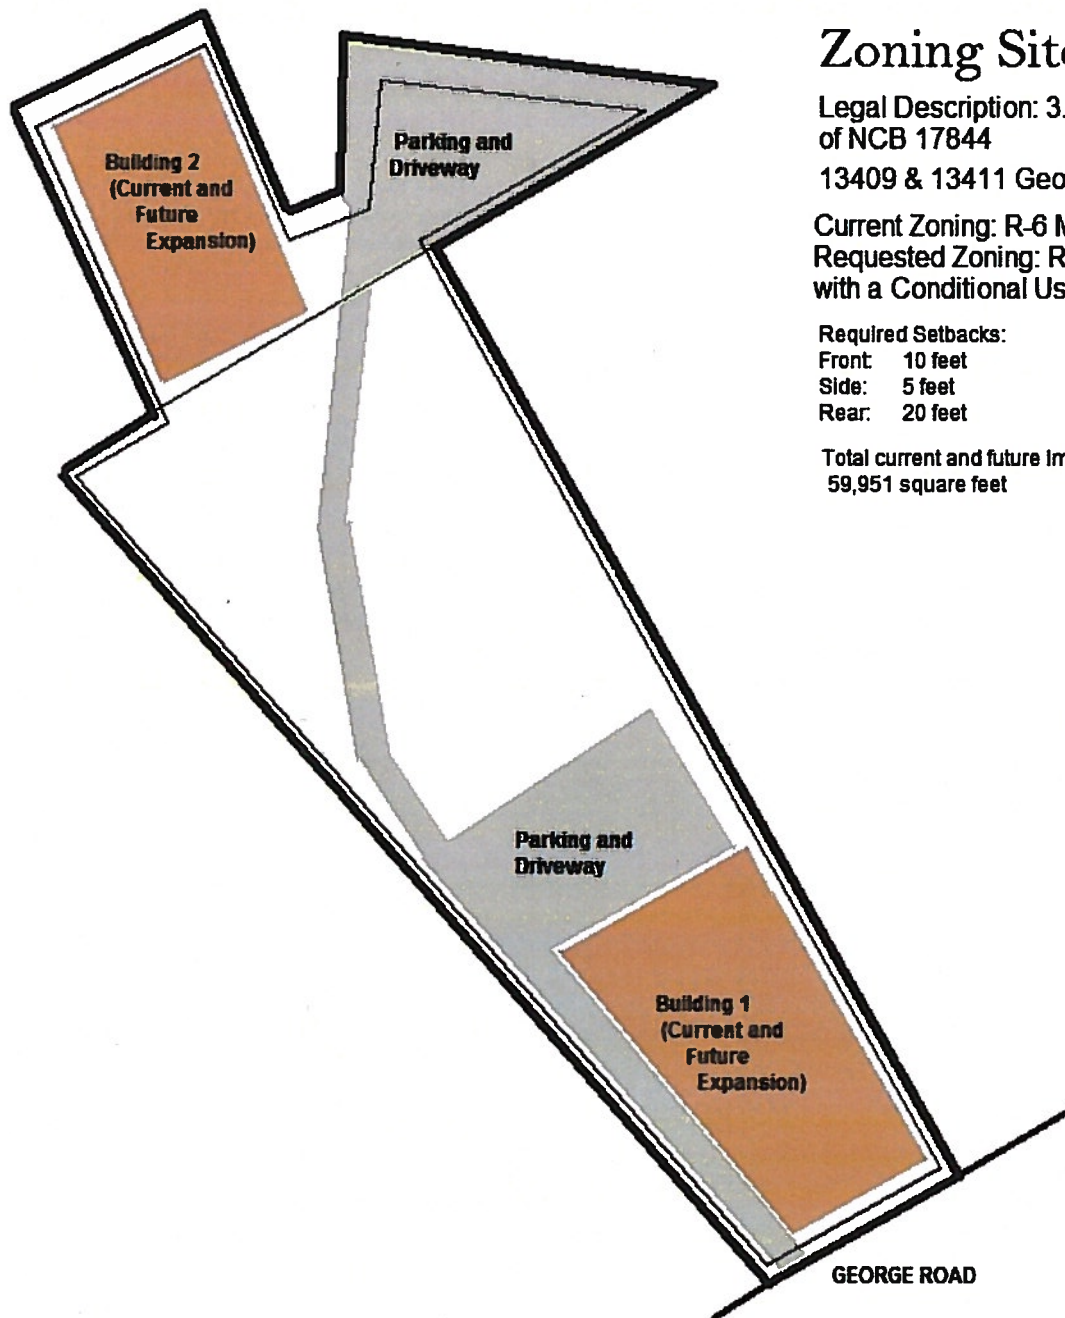 Zoning Site
Legal Description: 3.
of NCB 17844
13409 & 13411 Geo
Current Zoning: R-6 M
Requested Zoning: R
with a Conditional Us
Required Setbacks:
Front: 10 feet
Side: 5 feet
Rear: 20 feet
Total current and future im
59,951 square feet
Parking and
Driveway
Building 2
(Current and
Future
Expansion)
Parking and
Driveway
Building 1
(Current and
Future
Expansion)
GEORGE ROAD